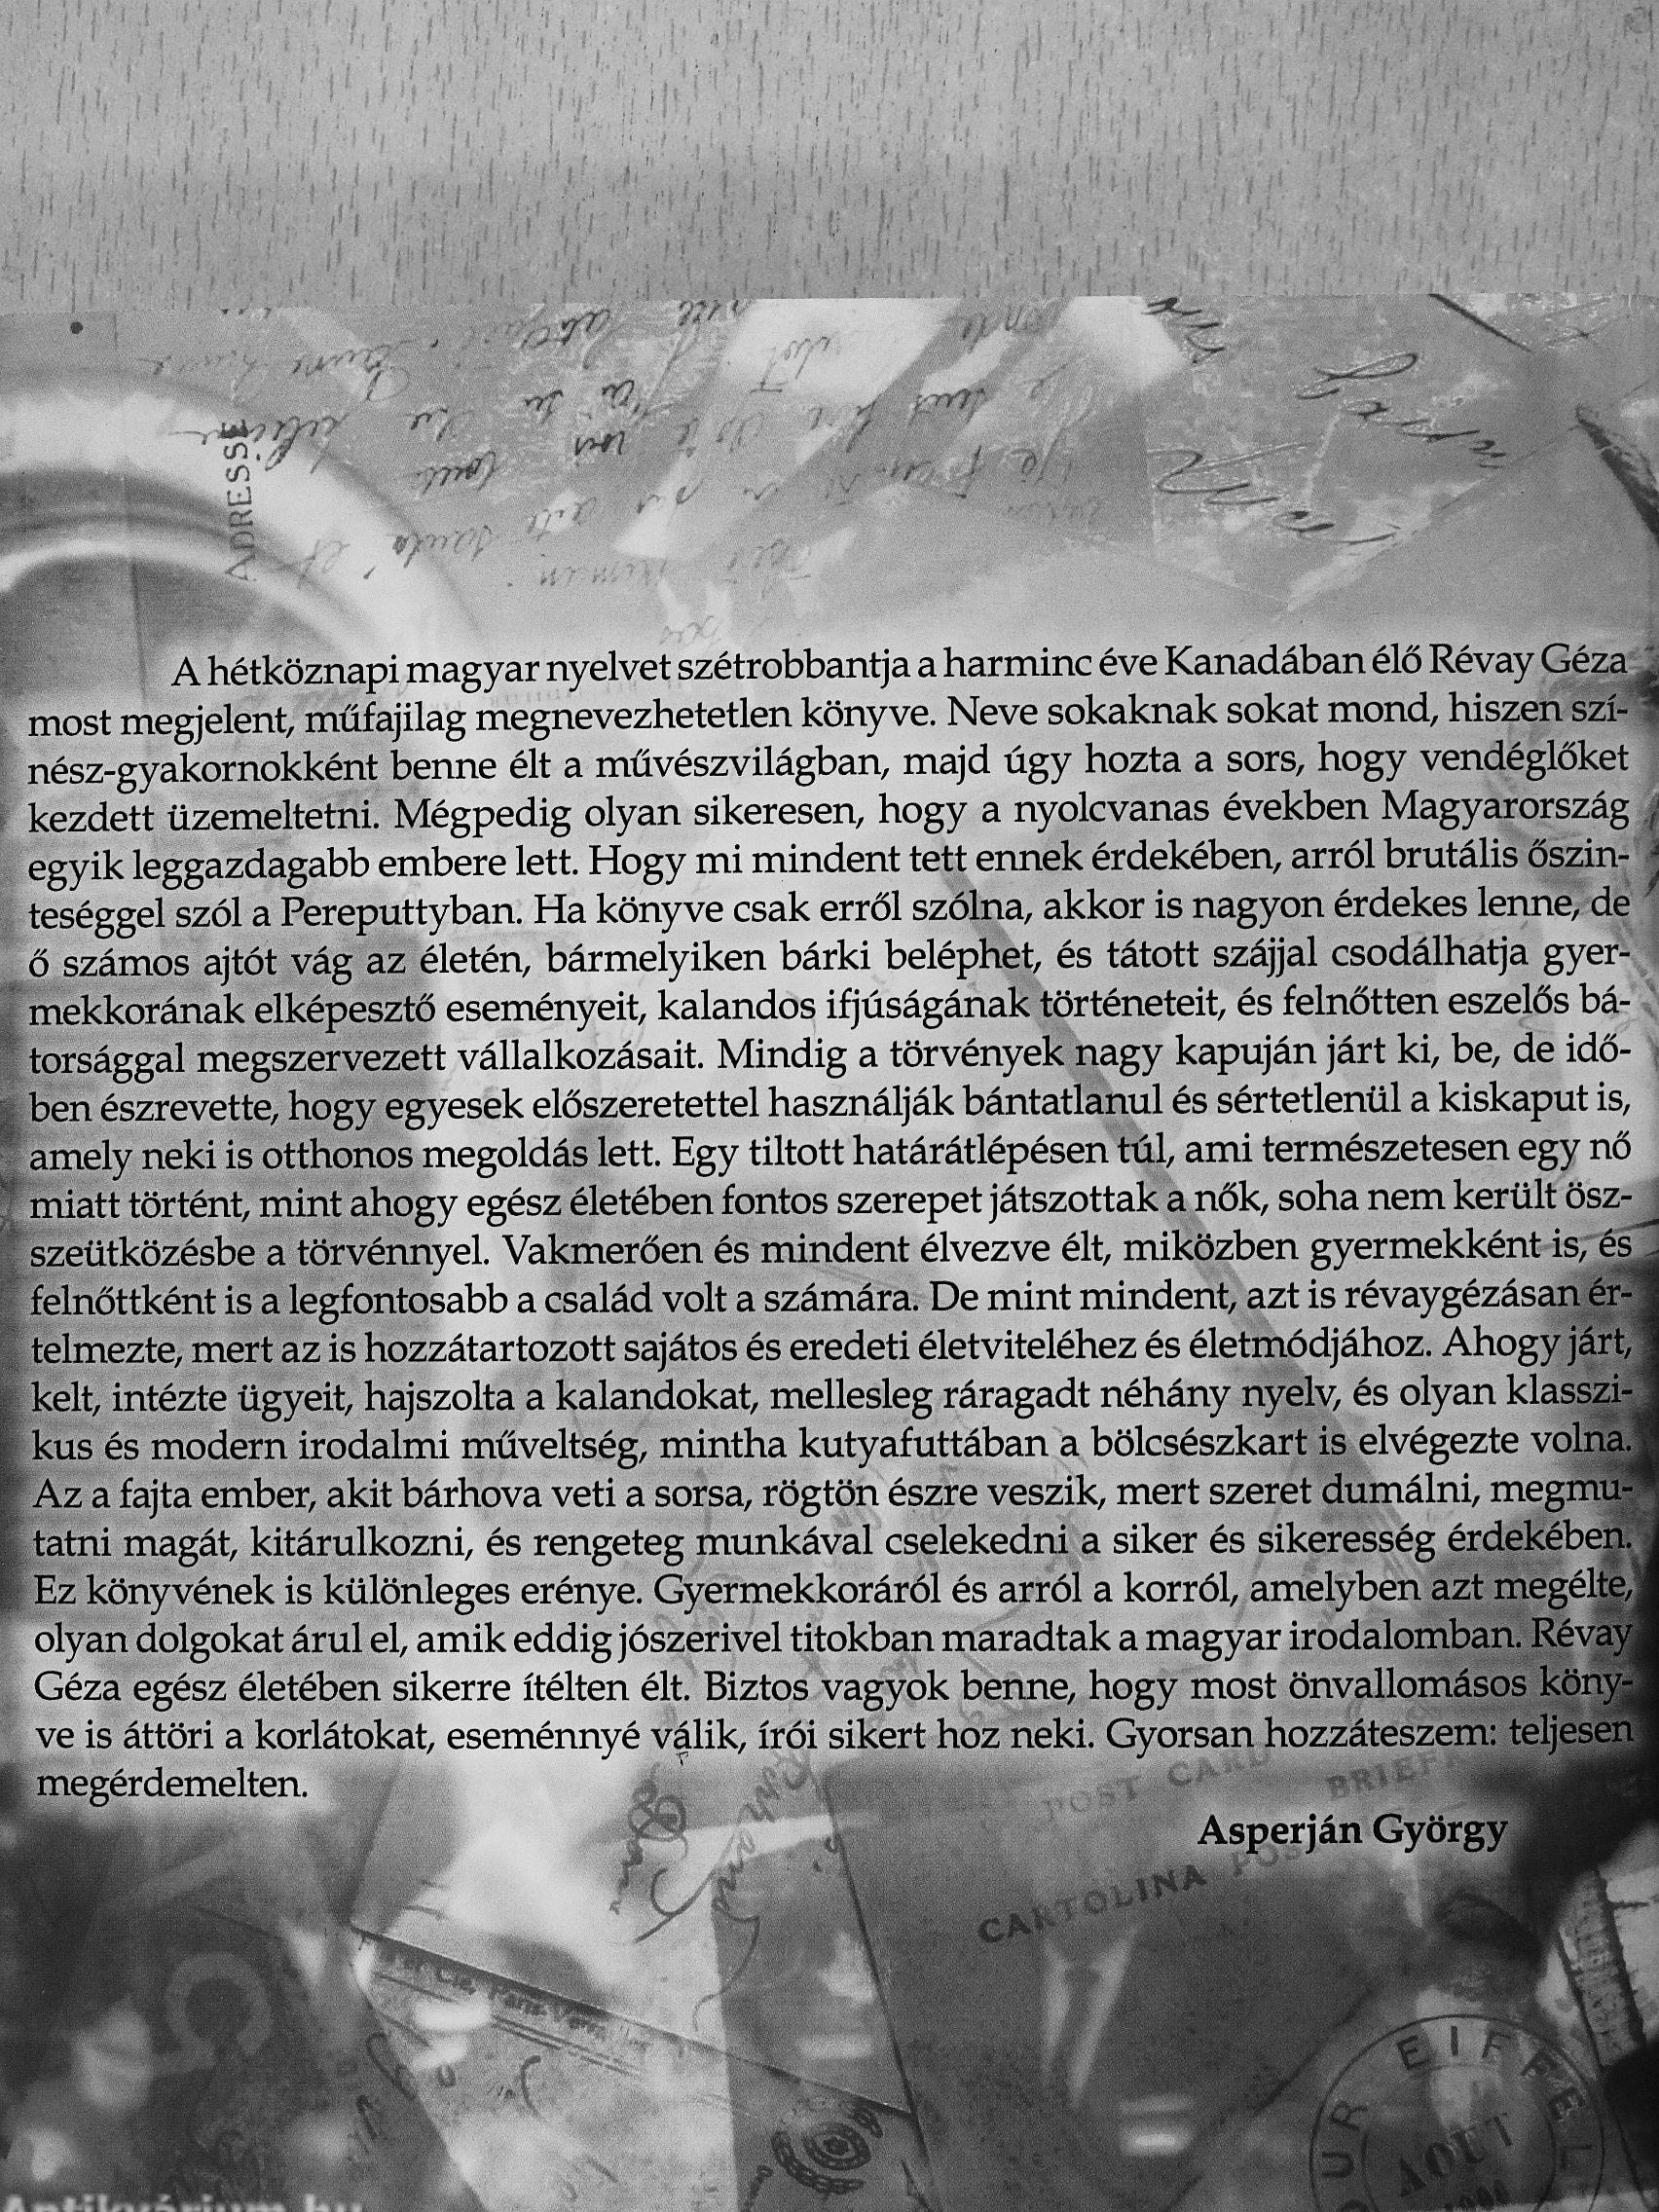 ADRESSE
A hétköznapi magyar nyelvet szétrobbantja a harminc éve Kanadában élő Révay Géza
most megjelent, műfajilag megnevezhetetlen könyve. Neve sokaknak sokat mond, hiszen szí-
nész-gyakornokként benne élt a művészvilágban, majd úgy hozta a sors, hogy vendéglőket
kezdett üzemeltetni. Mégpedig olyan sikeresen, hogy a nyolcvanas években Magyarország
egyik leggazdagabb embere lett. Hogy mi mindent tett ennek érdekében, arról brutális őszin-
teséggel szól a Pereputtyban. Ha könyve csak erről szólna, akkor is nagyon érdekes lenne, de
ő számos ajtót vág az életén, bármelyiken bárki beléphet, és tátott szájjal csodálhatja gyer-
mekkorának elképesztő eseményeit, kalandos ifjúságának történeteit, és felnőtten eszelős bá-
torsággal megszervezett vállalkozásait. Mindig a törvények nagy kapuján járt ki, be, de idő-
ben észrevette, hogy egyesek előszeretettel használják bántatlanul és sértetlenül a kiskaput is,
amely neki is otthonos megoldás lett. Egy tiltott határátlépésen túl, ami természetesen egy nő
miatt történt, mint ahogy egész életében fontos szerepet játszottak a nők, soha nem került ösz-
szeütközésbe a törvénnyel. Vakmerően és mindent élvezve élt, miközben gyermekként is, és
felnőttként is a legfontosabb a család volt a számára. De mint mindent, azt is révaygézásan ér-
telmezte, mert az is hozzátartozott sajátos és eredeti életviteléhez és életmódjához. Ahogy járt,
kelt, intézte ügyeit, hajszolta a kalandokat, mellesleg ráragadt néhány nyelv, és olyan klasszi-
kus és modern irodalmi műveltség, mintha kutyafuttában a bölcsészkart is elvégezte volna.
Az a fajta ember, akit bárhova veti a sorsa, rögtön észre veszik, mert szeret dumálni, megmu-
tatni magát, kitárulkozni, és rengeteg munkával cselekedni a siker és sikeresség érdekében.
Ez könyvének is különleges erénye. Gyermekkoráról és arról a korról, amelyben azt megélte,
olyan dolgokat árul el, amik eddig jószerivel titokban maradtak a magyar irodalomban. Révay
Géza egész életében sikerre ítélten élt. Biztos vagyok benne, hogy most önvallomásos köny-
ve is áttöri a korlátokat, eseménnyé válik, írói sikert hoz neki. Gyorsan hozzáteszem: teljesen
megérdemelten.
Asperján György
POST CARD
BRIEF
CARTOLINA POS
5
EIFFEL
AOUT
Antikvárium.hu